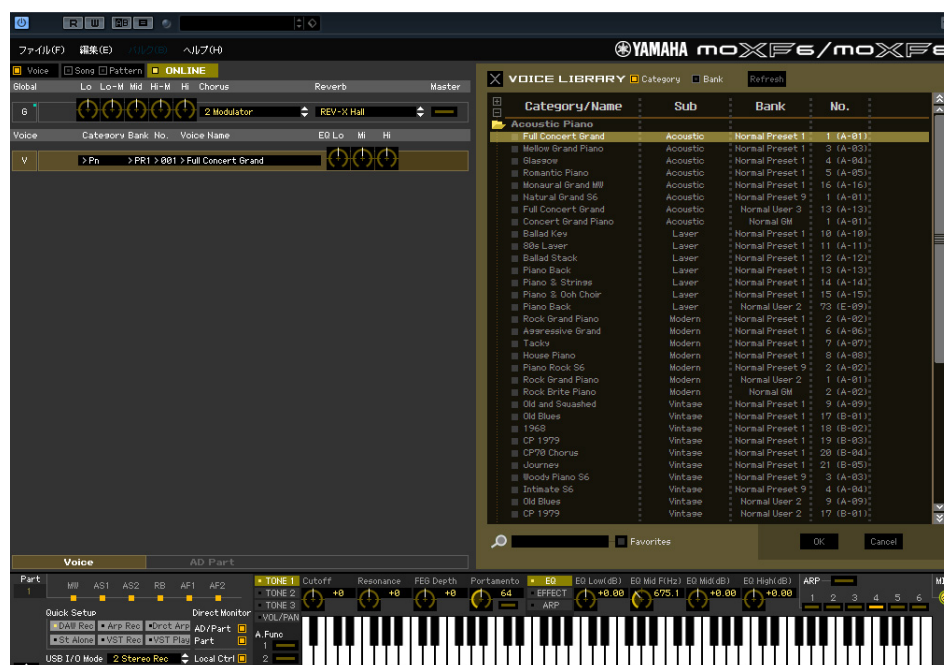 R W
ファイル(F) 編集(E) バルク(B) ヘルプ(H)
YAMAHA MOXF6/MOXF8
Voice Song Pattern ONLINE
Global Lo Lo-M Mid Hi-M Hi Chorus Reverb Master
G 2 Modulator REV-X Hall
Voice Category Bank No. Voice Name EQ Lo Mi Hi
V >Pn >PR1 >001 >Full Concert Grand
VOICE LIBRARY Category Bank Refresh
Category/Name Sub Bank No.
Acoustic Piano
Full Concert Grand Acoustic Normal Preset 1 1 (A-01)
Mellow Grand Piano Acoustic Normal Preset 1 3 (A-03)
Glasgow Acoustic Normal Preset 1 4 (A-04)
Romantic Piano Acoustic Normal Preset 1 5 (A-05)
Monaural Grand MW Acoustic Normal Preset 1 16 (A-16)
Natural Grand S6 Acoustic Normal Preset 9 1 (A-01)
Full Concert Grand Acoustic Normal User 3 13 (A-13)
Concert Grand Piano Acoustic Normal GM 1 (A-01)
Ballad Key Layer Normal Preset 1 10 (A-10)
80s Layer Layer Normal Preset 1 11 (A-11)
Ballad Stack Layer Normal Preset 1 12 (A-12)
Piano Back Layer Normal Preset 1 13 (A-13)
Piano & Strings Layer Normal Preset 1 14 (A-14)
Piano & Ooh Choir Layer Normal Preset 1 15 (A-15)
Piano Back Layer Normal User 2 73 (E-09)
Rock Grand Piano Modern Normal Preset 1 2 (A-02)
Aggressive Grand Modern Normal Preset 1 6 (A-06)
Tacky Modern Normal Preset 1 7 (A-07)
House Piano Modern Normal Preset 1 8 (A-08)
Piano Rock S6 Modern Normal Preset 9 2 (A-02)
Rock Grand Piano Modern Normal User 2 1 (A-01)
Rock Brite Piano Modern Normal GM 2 (A-02)
Old and Squashed Vintage Normal Preset 1 9 (A-09)
Old Blues Vintage Normal Preset 1 17 (B-01)
1968 Vintage Normal Preset 1 18 (B-02)
CP 1979 Vintage Normal Preset 1 19 (B-03)
CP70 Chorus Vintage Normal Preset 1 20 (B-04)
Journey Vintage Normal Preset 1 21 (B-05)
Woody Piano S6 Vintage Normal Preset 9 3 (A-03)
Intimate S6 Vintage Normal Preset 9 4 (A-04)
Old Blues Vintage Normal User 2 9 (A-09)
CP 1979 Vintage Normal User 2 17 (B-01)
Favorites OK Cancel
Voice AD Part
Part MW AS1 AS2 RB AF1 AF2
1
Quick Setup Direct Monitor
DAW Rec Arp Rec Drct Arp AD/Part
St Alone VST Rec VST Play Part
USB I/O Mode 2 Stereo Rec Local Ctrl
TONE 1 Cutoff Resonance FEG Depth Portamento
TONE 2 +0 +0 +0 64
TONE 3
VOL/PAN
A.Func
1
2
EQ EQ Low(dB) EQ Mid F(Hz) EQ Mid(dB) EQ High(dB) ARP
EFFECT +0.00 675.1 +0.00 +0.00
ARP 1 2 3 4 5 6